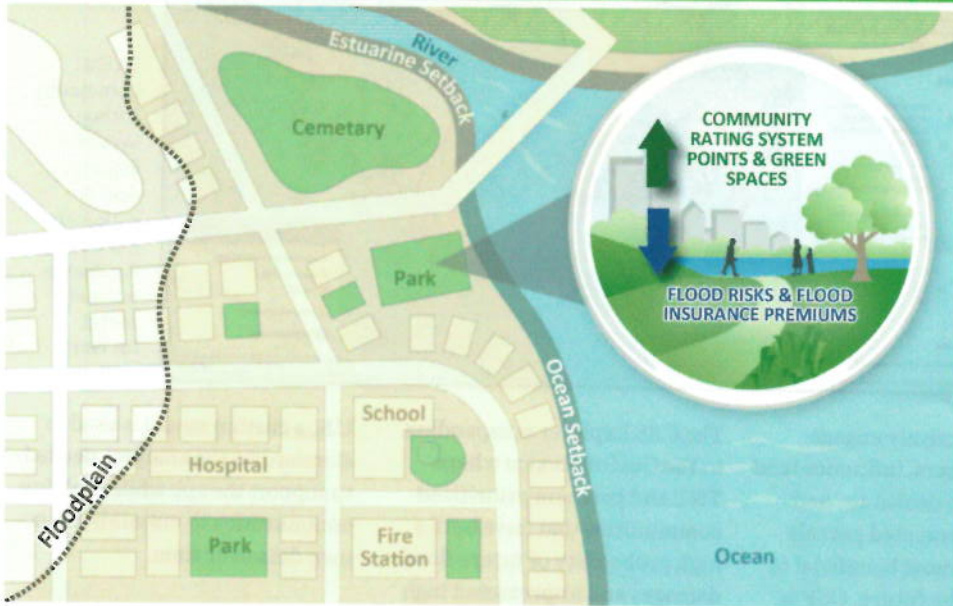 River
Estuarine Setback
Cemetary
COMMUNITY
RATING SYSTEM
POINTS & GREEN
SPACES
Park
FLOOD RISKS & FLOOD
INSURANCE PREMIUMS
Ocean Setback
School
Hospital
Floodplain
Park
Fire
Station
Ocean